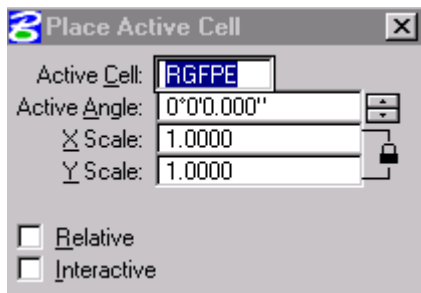 Place Active Cell
Active Cell: RGFPE
Active Angle: 0°0'0.000"
X Scale: 1.0000
Y Scale: 1.0000
Relative
Interactive